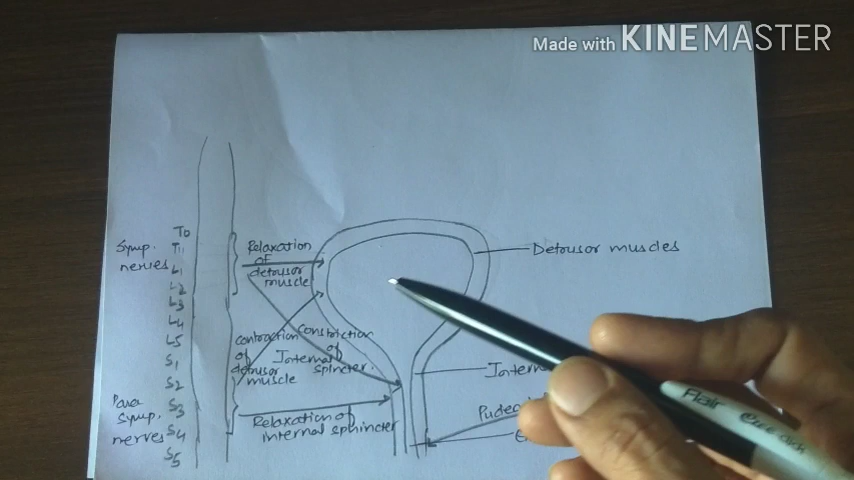 Made with KINEMASTER
T10
T11
L1
L2
L3
L4
L5
S1
S2
S3
S4
S5
Symp.
nerves
Para
Symp.
nerves
Relaxation
of
detrusor
muscle
contraction
of
detrusor
muscle
Constriction
of
Internal
spincter.
Relaxation of
internal sphincter
Detrusor muscles
Flair